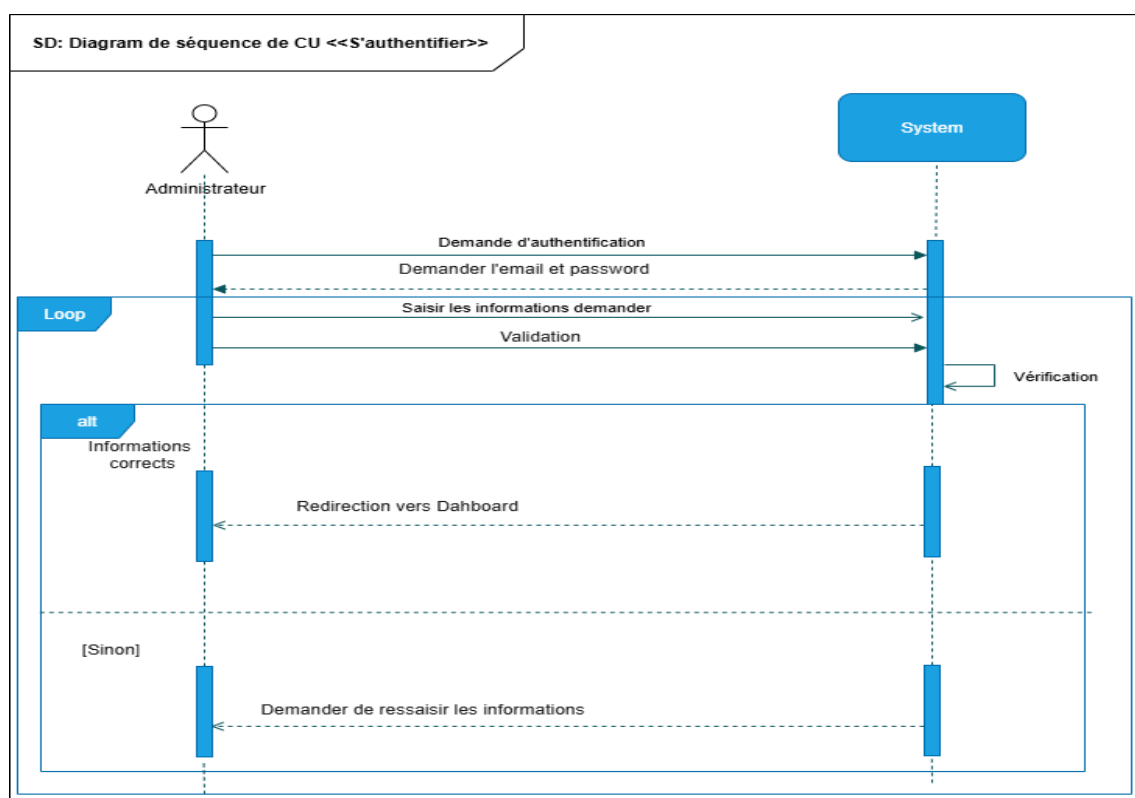 SD: Diagram de séquence de CU <<S'authentifier>>
System
Administrateur
Demande d'authentification
Demander l'email et password
Loop
Saisir les informations demander
Validation
Vérification
alt
Informations
corrects
Redirection vers Dahboard
[Sinon]
Demander de ressaisir les informations